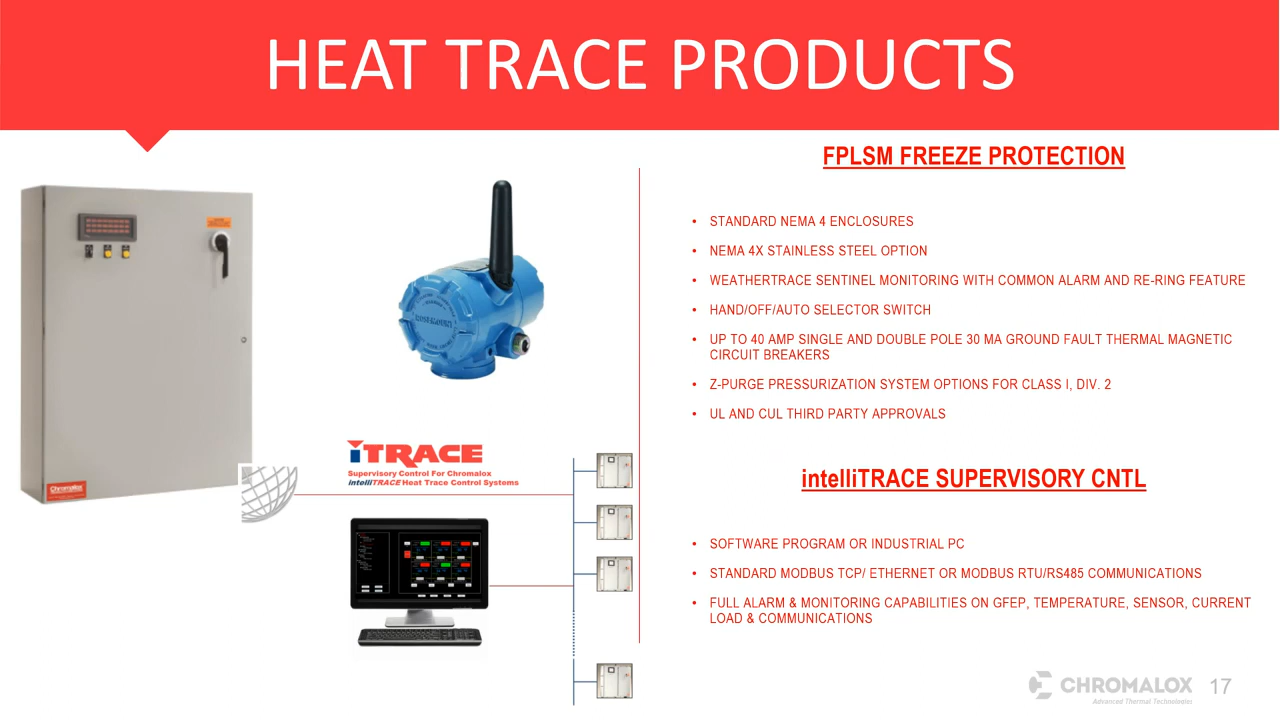 HEAT TRACE PRODUCTS
FPLSM FREEZE PROTECTION
• STANDARD NEMA 4 ENCLOSURES
• NEMA 4X STAINLESS STEEL OPTION
• WEATHERTRACE SENTINEL MONITORING WITH COMMON ALARM AND RE-RING FEATURE
• HAND/OFF/AUTO SELECTOR SWITCH
• UP TO 40 AMP SINGLE AND DOUBLE POLE 30 MA GROUND FAULT THERMAL MAGNETIC
CIRCUIT BREAKERS
• Z-PURGE PRESSURIZATION SYSTEM OPTIONS FOR CLASS I, DIV. 2
• UL AND CUL THIRD PARTY APPROVALS
Chromalox
ROSEMOUNT
iTRACE
Supervisory Control For Chromalox
intelliTRACE Heat Trace Control Systems
intelliTRACE SUPERVISORY CNTL
• SOFTWARE PROGRAM OR INDUSTRIAL PC
• STANDARD MODBUS TCP/ ETHERNET OR MODBUS RTU/RS485 COMMUNICATIONS
• FULL ALARM & MONITORING CAPABILITIES ON GFEP, TEMPERATURE, SENSOR, CURRENT
LOAD & COMMUNICATIONS
CHROMALOX
Advanced Thermal Technologies
17